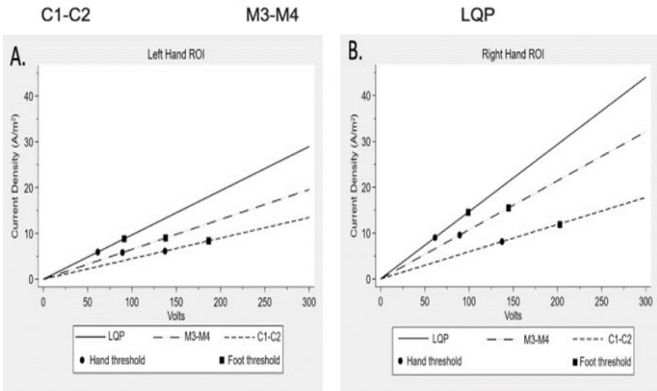 C1-C2 M3-M4 LQP
A.
Left Hand ROI
Current Density (A/m²)
40
30
20
10
0
0 50 100 150 200 250 300
Volts
LQP M3-M4 C1-C2
Hand threshold Foot threshold
B.
Right Hand ROI
Current Density (A/m²)
40
30
20
10
0
0 50 100 150 200 250 300
Volts
LQP M3-M4 C1-C2
Hand threshold Foot threshold